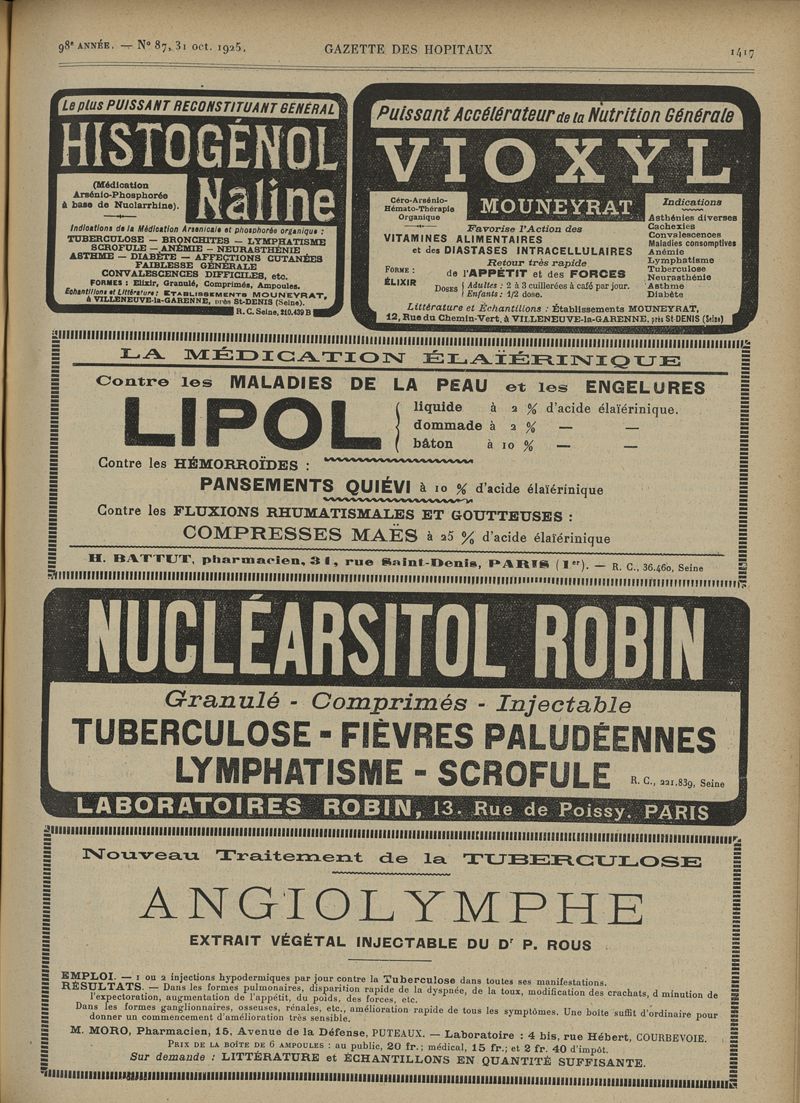 98e ANNÉE. — No 87, 31 oct. 1925.
GAZETTE DES HOPITAUX
1417
Le plus PUISSANT RECONSTITUANT GÉNÉRAL
HISTOGÉNOL
Naline
(Médication
Arsénio-Phosphorée
à base de Nuclarrhine).
Indications de la Médication Arsenicale et phosphorée organique :
TUBERCULOSE — BRONCHITES — LYMPHATISME
SCROFULE — ANÉMIE — NEURASTHÉNIE
ASTHME — DIABÈTE — AFFECTIONS CUTANÉES
FAIBLESSE GÉNÉRALE
CONVALESCENCES DIFFICILES, etc.
FORMES : Elixir, Granulé, Comprimés, Ampoules.
Echantillons et Littérature : ETABLISSEMENTS MOUNEYRAT,
à VILLENEUVE-la-GARENNE, près St-DENIS (Seine).
R. C. Seine, 210.439 B
Puissant Accélérateur de la Nutrition Générale
VIOXYL
MOUNEYRAT
Céro-Arsénio-
Hémato-Thérapie
Organique
Favorise l'Action des
VITAMINES ALIMENTAIRES
et des DIASTASES INTRACELLULAIRES
Retour très rapide
de l'APPÉTIT et des FORCES
FORME :
ÉLIXIR
DOSES
Adultes : 2 à 3 cuillerées à café par jour.
Enfants : 1/2 dose.
Indications
Asthénies diverses
Cachexies
Convalescences
Maladies consomptives
Anémie
Lymphatisme
Tuberculose
Neurasthénie
Asthme
Diabète
Littérature et Échantillons : Établissements MOUNEYRAT,
12, Rue du Chemin-Vert, à VILLENEUVE-la-GARENNE, près St-DENIS (Seine)
LA MÉDICATION ÉLAÏÉRINIQUE
Contre les MALADIES DE LA PEAU et les ENGELURES
LIPOL
liquide à 2 % d'acide élaïérinique.
dommade à 2 % — —
bâton à 10 % — —
Contre les HÉMORROÏDES :
PANSEMENTS QUIÉVI à 10 % d'acide élaïérinique
Contre les FLUXIONS RHUMATISMALES ET GOUTTEUSES :
COMPRESSES MAËS à 25 % d'acide élaïérinique
H. BATTUT, pharmacien, 31, rue Saint-Denis, PARIS (1er). — R. C., 36.460, Seine
NUCLÉARSITOL ROBIN
Granulé - Comprimés - Injectable
TUBERCULOSE - FIÈVRES PALUDÉENNES
LYMPHATISME - SCROFULE
R. C., 221.839, Seine
LABORATOIRES ROBIN, 13, Rue de Poissy, PARIS
Nouveau Traitement de la TUBERCULOSE
ANGIOLYMPHE
EXTRAIT VÉGÉTAL INJECTABLE DU Dr P. ROUS
EMPLOI. — 1 ou 2 injections hypodermiques par jour contre la Tuberculose dans toutes ses manifestations.
RÉSULTATS. — Dans les formes pulmonaires, disparition rapide de la dyspnée, de la toux, modification des crachats, d minution de
l'expectoration, augmentation de l'appétit, du poids, des forces, etc.
Dans les formes ganglionnaires, osseuses, rénales, etc., amélioration rapide de tous les symptômes. Une boîte suffit d'ordinaire pour
donner un commencement d'amélioration très sensible.
M. MORO, Pharmacien, 15, Avenue de la Défense, PUTEAUX. — Laboratoire : 4 bis, rue Hébert, COURBEVOIE.
PRIX DE LA BOÎTE DE 6 AMPOULES : au public, 20 fr.; médical, 15 fr.; et 2 fr. 40 d'impôt.
Sur demande : LITTÉRATURE et ÉCHANTILLONS EN QUANTITÉ SUFFISANTE.